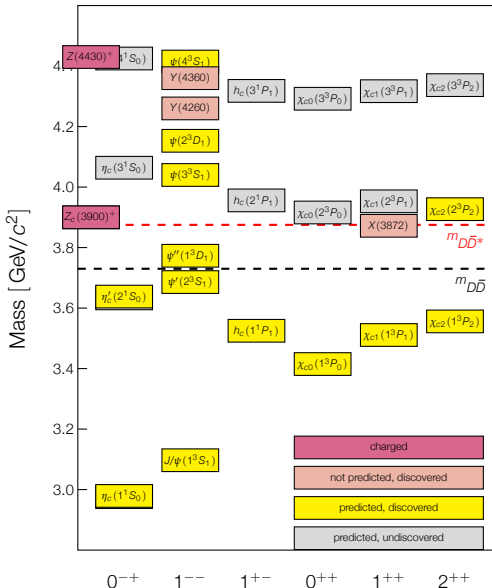 Mass [ GeV/c²]
4.4
4.2
4.0
3.8
3.6
3.4
3.2
3.0
Z(4430)⁺
4¹S₀)
ψ(4³S₁)
Y(4360)
Y(4260)
h_c(3¹P₁)
χ_c0(3³P₀)
χ_c1(3³P₁)
χ_c2(3³P₂)
ψ(2³D₁)
η_c(3¹S₀)
ψ(3³S₁)
Z_c(3900)⁺
h_c(2¹P₁)
χ_c0(2³P₀)
χ_c1(2³P₁)
χ_c2(2³P₂)
X(3872)
m_DD̄*
ψ″(1³D₁)
m_DD̄
η′_c(2¹S₀)
ψ′(2³S₁)
h_c(1¹P₁)
χ_c0(1³P₀)
χ_c1(1³P₁)
χ_c2(1³P₂)
η_c(1¹S₀)
J/ψ(1³S₁)
charged
not predicted, discovered
predicted, discovered
predicted, undiscovered
0⁻⁺ 1⁻⁻ 1⁺⁻ 0⁺⁺ 1⁺⁺ 2⁺⁺